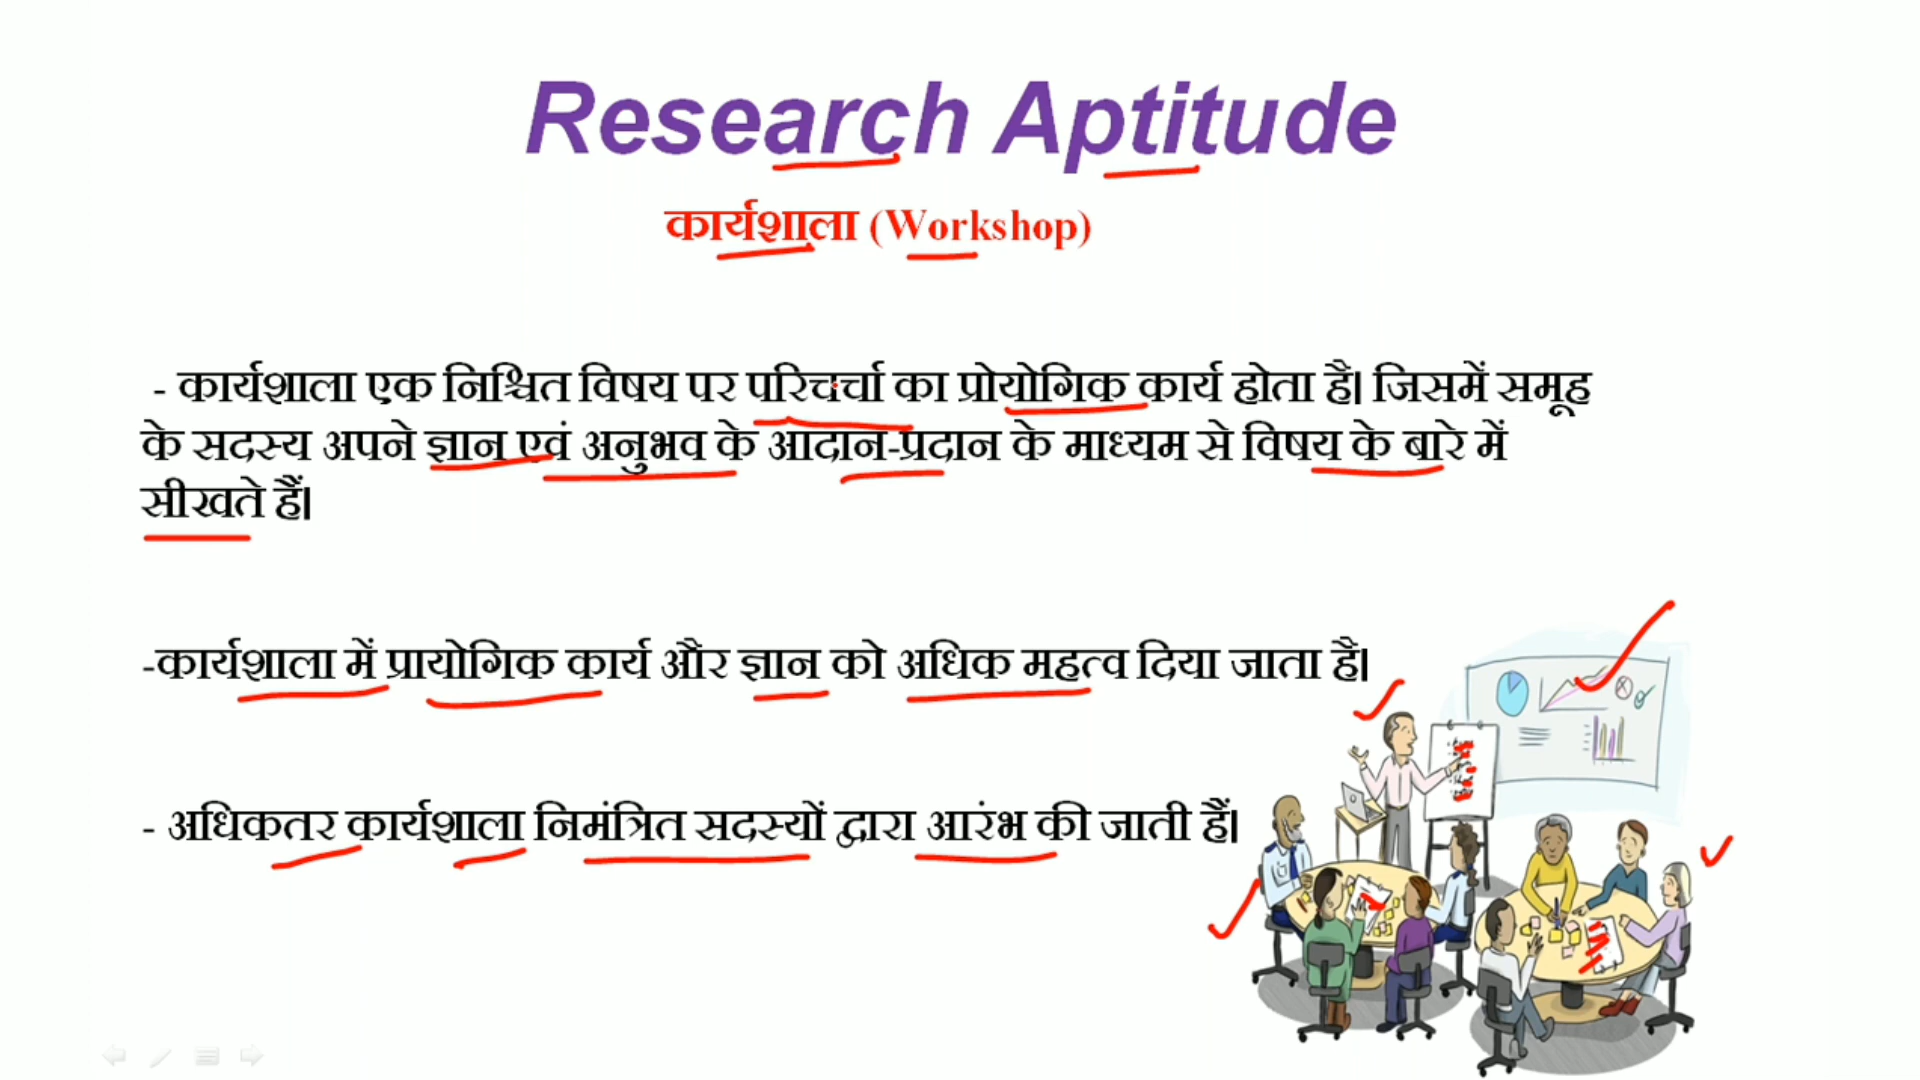 Research Aptitude
कार्यशाला (Workshop)
- कार्यशाला एक निश्चित विषय पर परिचर्चा का प्रोयोगिक कार्य होता है। जिसमें समूह
के सदस्य अपने ज्ञान एवं अनुभव के आदान-प्रदान के माध्यम से विषय के बारे में
सीखते हैं।
-कार्यशाला में प्रायोगिक कार्य और ज्ञान को अधिक महत्व दिया जाता है।
- अधिकतर कार्यशाला निमंत्रित सदस्यों द्वारा आरंभ की जाती हैं।